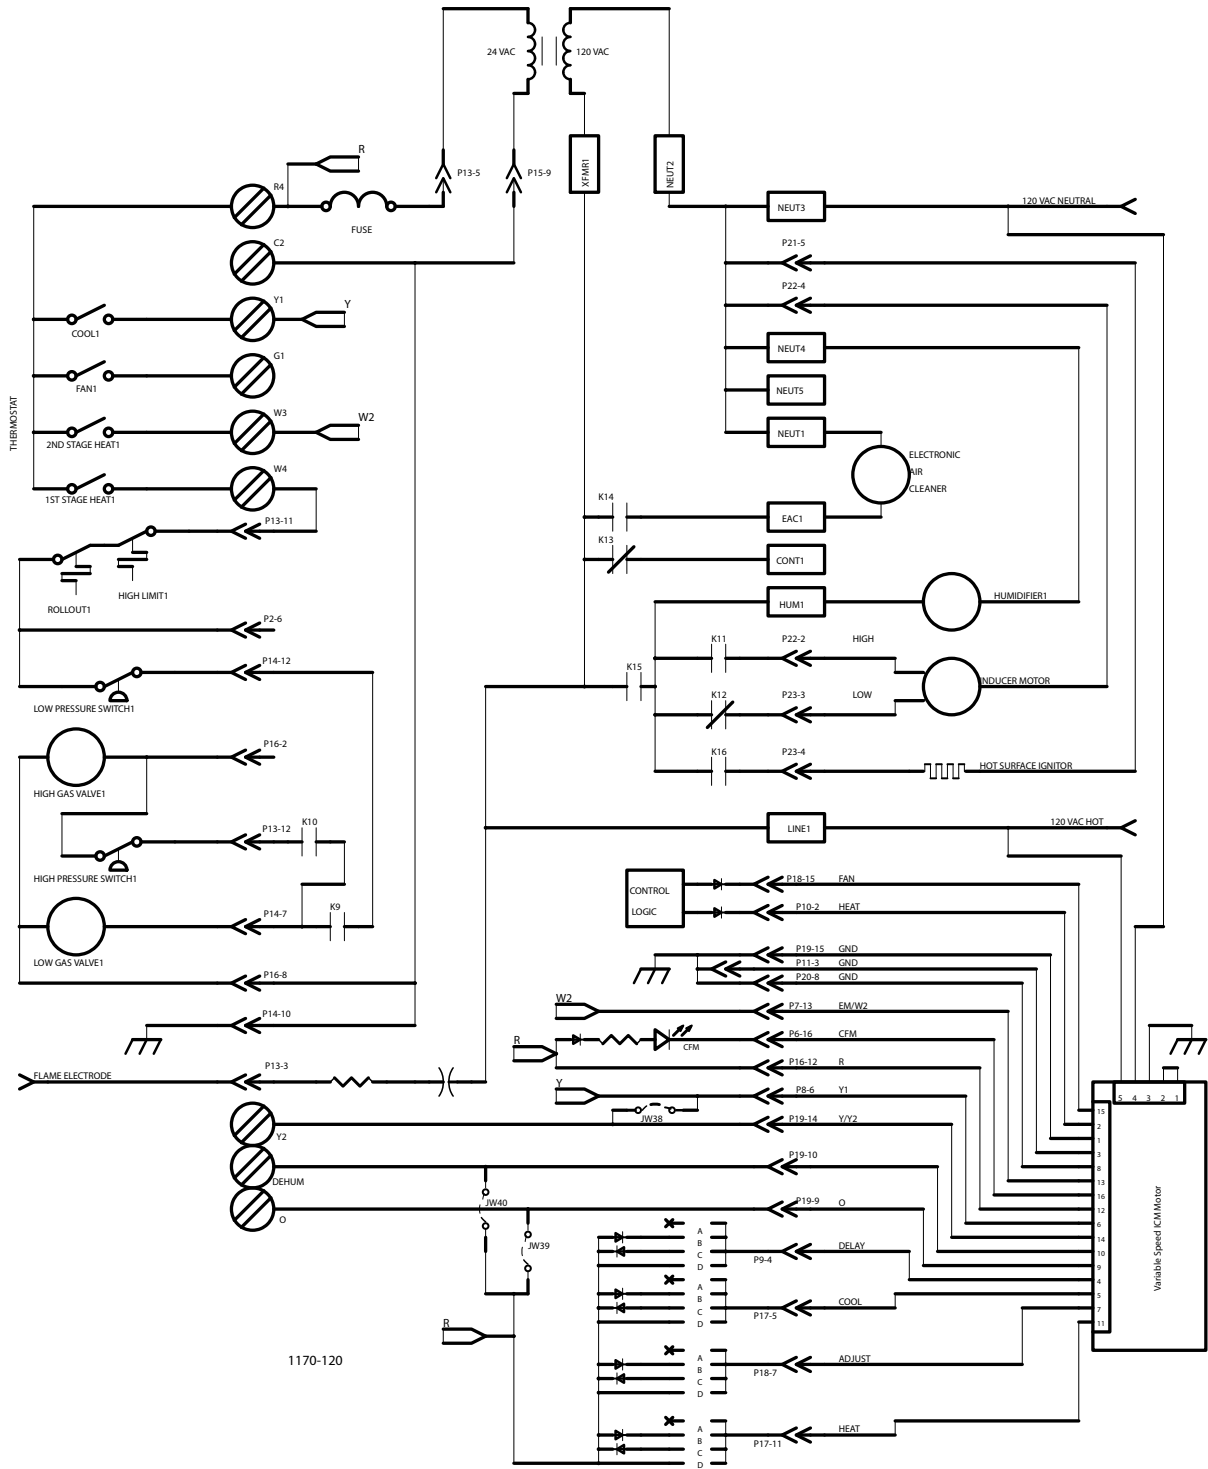 24 VAC
120 VAC
P13-5
P15-9
XFMR1
NEUT2
R
R4
FUSE
NEUT3
120 VAC NEUTRAL
C2
P21-5
Y1
Y
P22-4
COOL1
G1
NEUT4
FAN1
NEUT5
THERMOSTAT
W3
W2
2ND STAGE HEAT1
NEUT1
ELECTRONIC
AIR
CLEANER
W4
1ST STAGE HEAT1
K14
EAC1
P13-11
K13
CONT1
ROLLOUT1
HIGH LIMIT1
HUM1
HUMIDIFIER1
P2-6
K11
P22-2
HIGH
P14-12
K15
INDUCER MOTOR
K12
P23-3
LOW
LOW PRESSURE SWITCH1
P16-2
K16
P23-4
HOT SURFACE IGNITOR
HIGH GAS VALVE1
P13-12
K10
LINE1
120 VAC HOT
HIGH PRESSURE SWITCH1
CONTROL
LOGIC
P18-15
FAN
P10-2
HEAT
P14-7
K9
LOW GAS VALVE1
P19-15
GND
P11-3
GND
P20-8
GND
P16-8
W2
P7-13
EM/W2
P14-10
R
CFM
P6-16
CFM
P16-12
R
FLAME ELECTRODE
P13-3
Y
P8-6
Y1
JW38
P19-14
Y/Y2
Y2
P19-10
DEHUM
JW40
P19-9
O
O
JW39
5
4
3
2
1
15
2
1
3
8
13
16
12
6
14
10
9
4
5
7
11
Variable Speed ICM Motor
A
B
C
D
P9-4
DELAY
A
B
C
D
P17-5
COOL
R
1170-120
A
B
C
D
P18-7
ADJUST
A
B
C
D
P17-11
HEAT